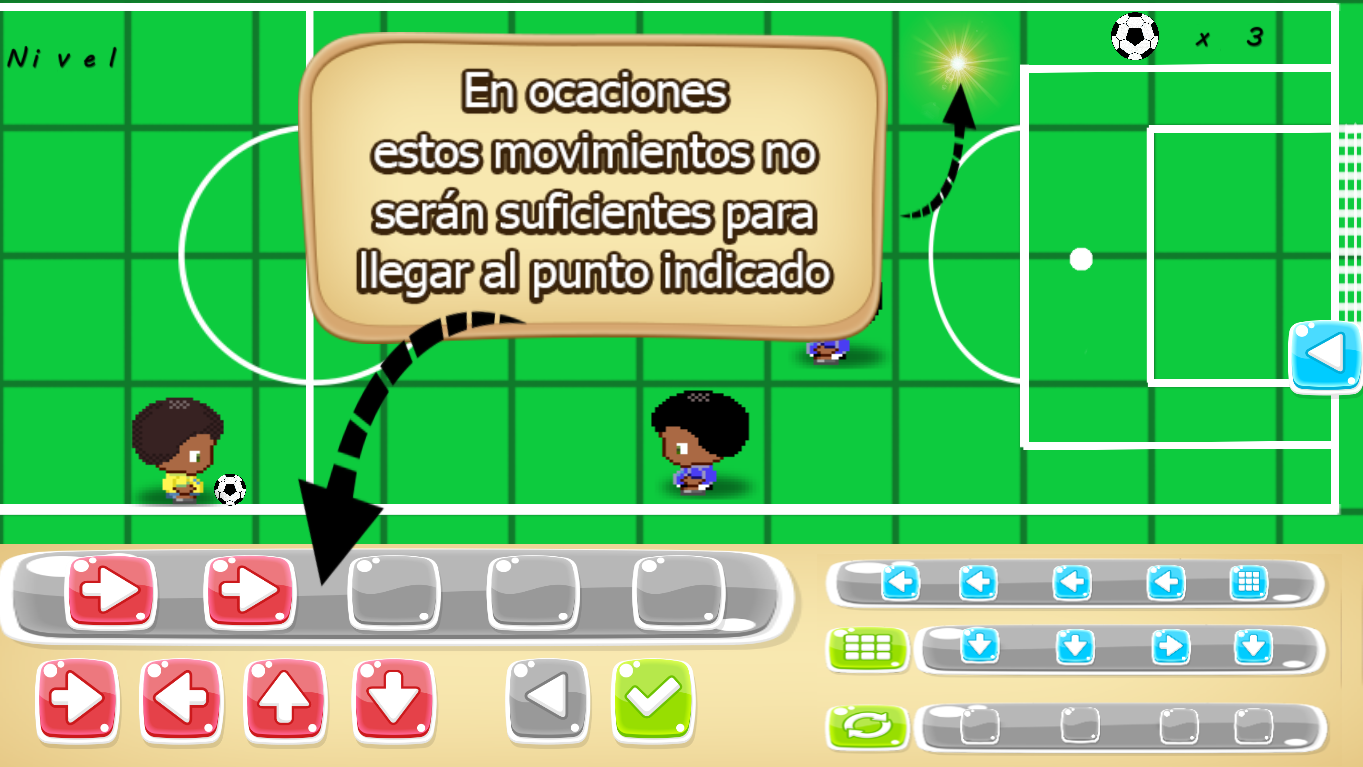 Nivel
x 3
En ocaciones
estos movimientos no
serán suficientes para
llegar al punto indicado